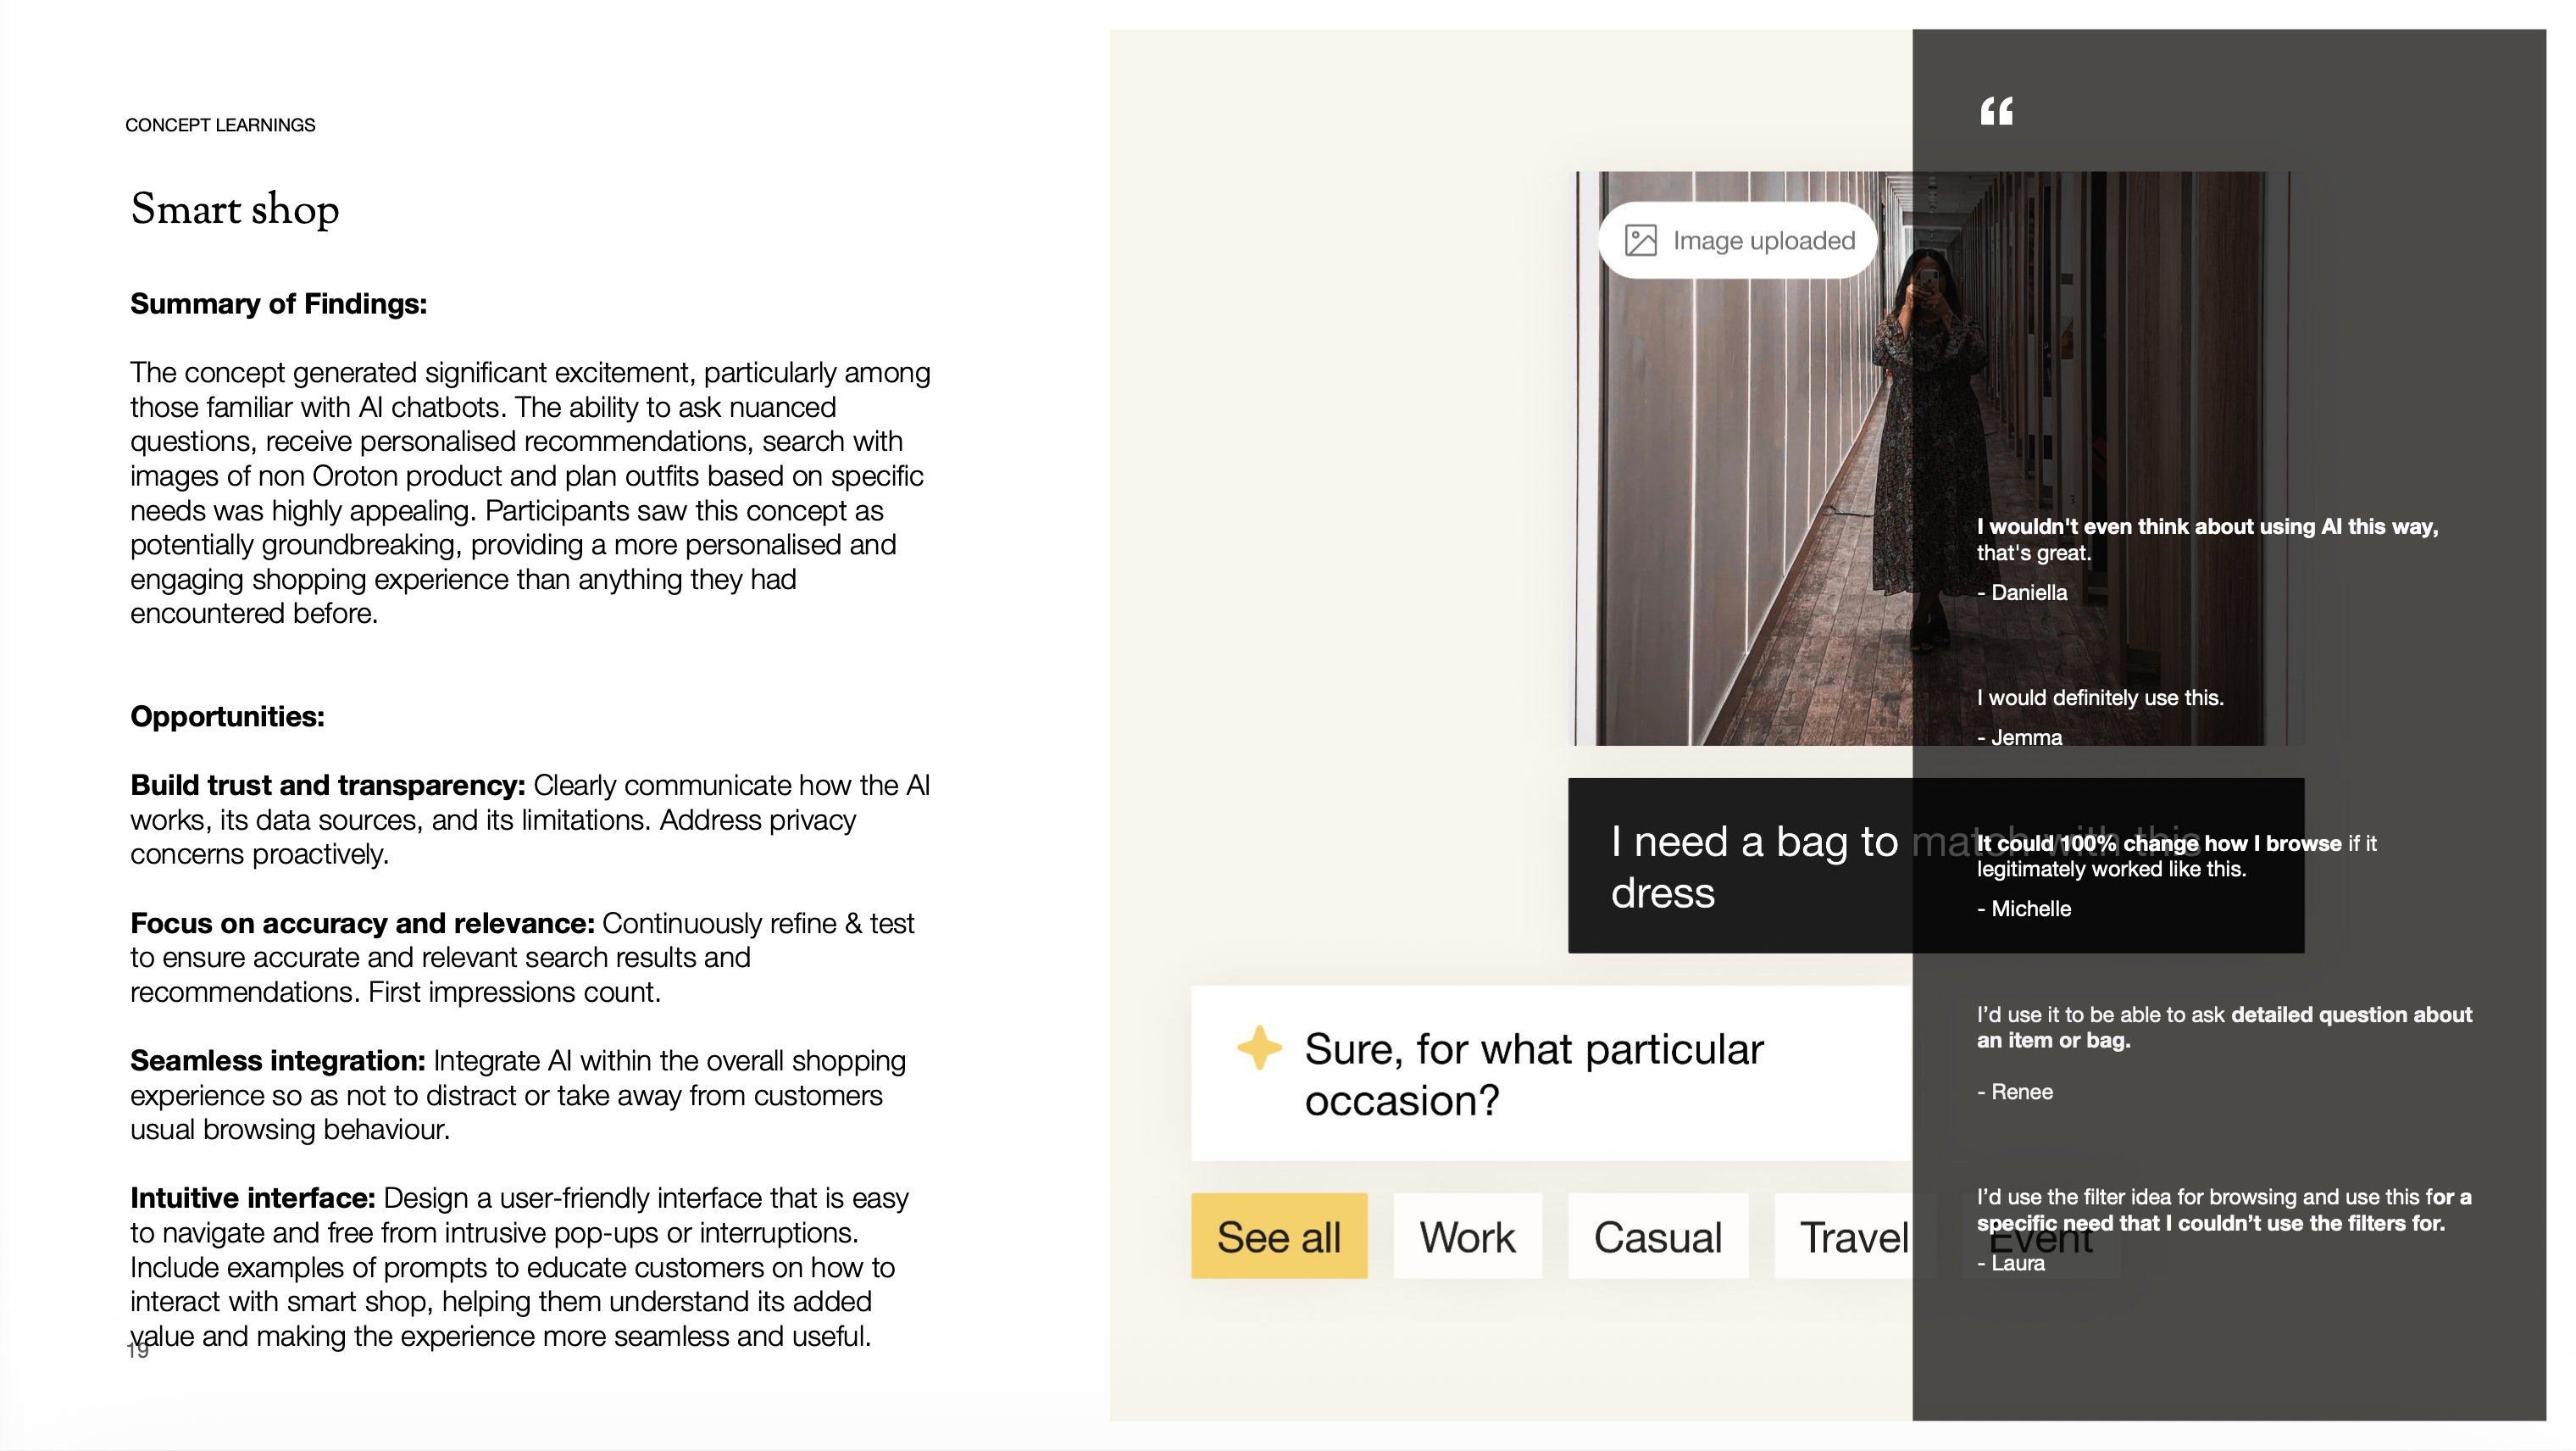 CONCEPT LEARNINGS
Smart shop
Summary of Findings:
The concept generated significant excitement, particularly among
those familiar with AI chatbots. The ability to ask nuanced
questions, receive personalised recommendations, search with
images of non Oroton product and plan outfits based on specific
needs was highly appealing. Participants saw this concept as
potentially groundbreaking, providing a more personalised and
engaging shopping experience than anything they had
encountered before.
Opportunities:
Build trust and transparency: Clearly communicate how the AI
works, its data sources, and its limitations. Address privacy
concerns proactively.
Focus on accuracy and relevance: Continuously refine & test
to ensure accurate and relevant search results and
recommendations. First impressions count.
Seamless integration: Integrate AI within the overall shopping
experience so as not to distract or take away from customers
usual browsing behaviour.
Intuitive interface: Design a user-friendly interface that is easy
to navigate and free from intrusive pop-ups or interruptions.
Include examples of prompts to educate customers on how to
interact with smart shop, helping them understand its added
value and making the experience more seamless and useful.
19
Image uploaded
I need a bag to match with this
dress
Sure, for what particular
occasion?
See all
Work
Casual
Travel
Event
“
I wouldn't even think about using AI this way,
that's great.
- Daniella
I would definitely use this.
- Jemma
It could 100% change how I browse if it
legitimately worked like this.
- Michelle
I’d use it to be able to ask detailed question about
an item or bag.
- Renee
I’d use the filter idea for browsing and use this for a
specific need that I couldn’t use the filters for.
- Laura